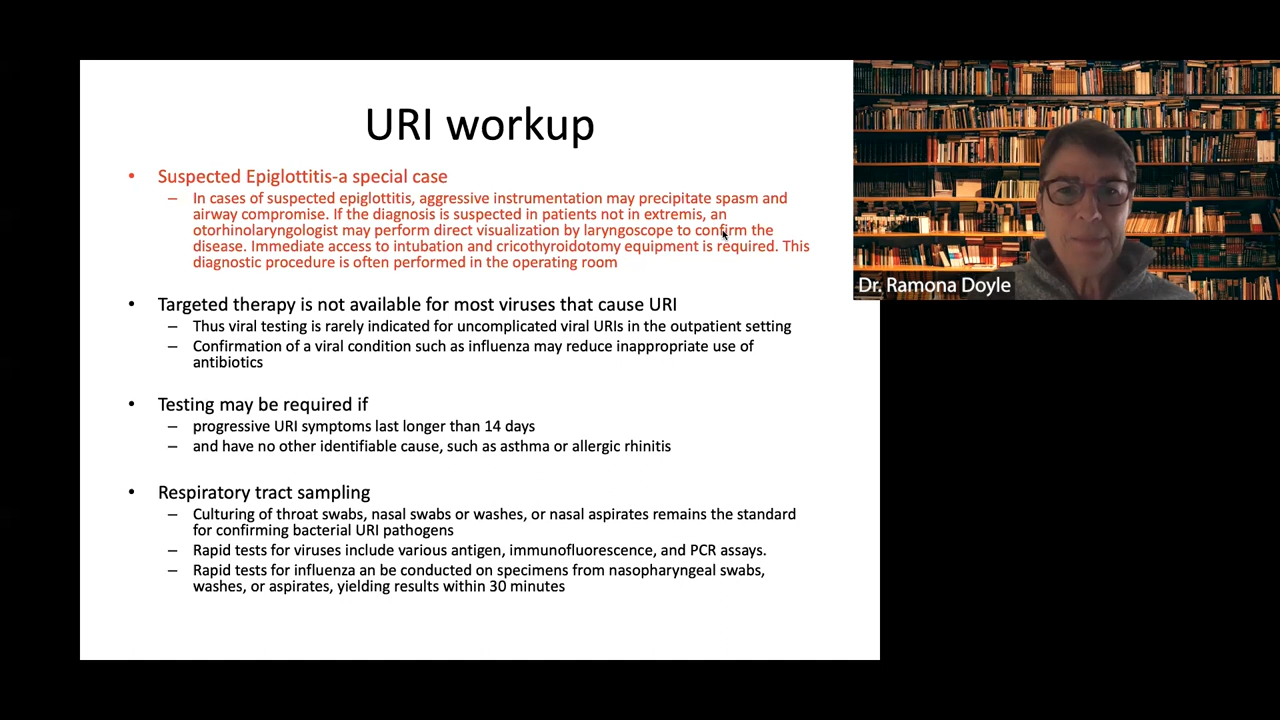 URI workup
• Suspected Epiglottitis-a special case
– In cases of suspected epiglottitis, aggressive instrumentation may precipitate spasm and
airway compromise. If the diagnosis is suspected in patients not in extremis, an
otorhinolaryngologist may perform direct visualization by laryngoscope to confirm the
disease. Immediate access to intubation and cricothyroidotomy equipment is required. This
diagnostic procedure is often performed in the operating room
• Targeted therapy is not available for most viruses that cause URI
– Thus viral testing is rarely indicated for uncomplicated viral URIs in the outpatient setting
– Confirmation of a viral condition such as influenza may reduce inappropriate use of
antibiotics
• Testing may be required if
– progressive URI symptoms last longer than 14 days
– and have no other identifiable cause, such as asthma or allergic rhinitis
• Respiratory tract sampling
– Culturing of throat swabs, nasal swabs or washes, or nasal aspirates remains the standard
for confirming bacterial URI pathogens
– Rapid tests for viruses include various antigen, immunofluorescence, and PCR assays.
– Rapid tests for influenza an be conducted on specimens from nasopharyngeal swabs,
washes, or aspirates, yielding results within 30 minutes
Dr. Ramona Doyle